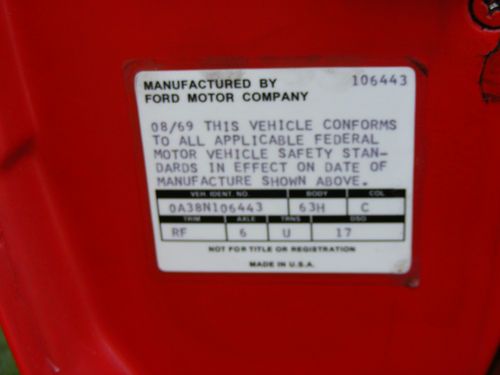 MANUFACTURED BY 106443
FORD MOTOR COMPANY
08/69 THIS VEHICLE CONFORMS
TO ALL APPLICABLE FEDERAL
MOTOR VEHICLE SAFETY STAN-
DARDS IN EFFECT ON DATE OF
MANUFACTURE SHOWN ABOVE.
VEH. IDENT. NO. BODY COL
0A38N106443 63H C
TRIM AXLE TRNS DSO
RF 6 U 17
NOT FOR TITLE OR REGISTRATION
MADE IN U.S.A.